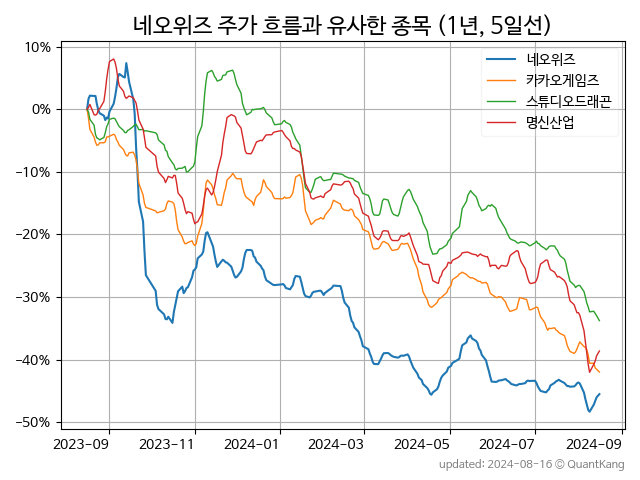 네오위즈 주가 흐름과 유사한 종목 (1년, 5일선)
네오위즈
카카오게임즈
스튜디오드래곤
명신산업
10%
0%
−10%
−20%
−30%
−40%
−50%
2023-09 2023-11 2024-01 2024-03 2024-05 2024-07 2024-09
updated: 2024-08-16 © QuantKang